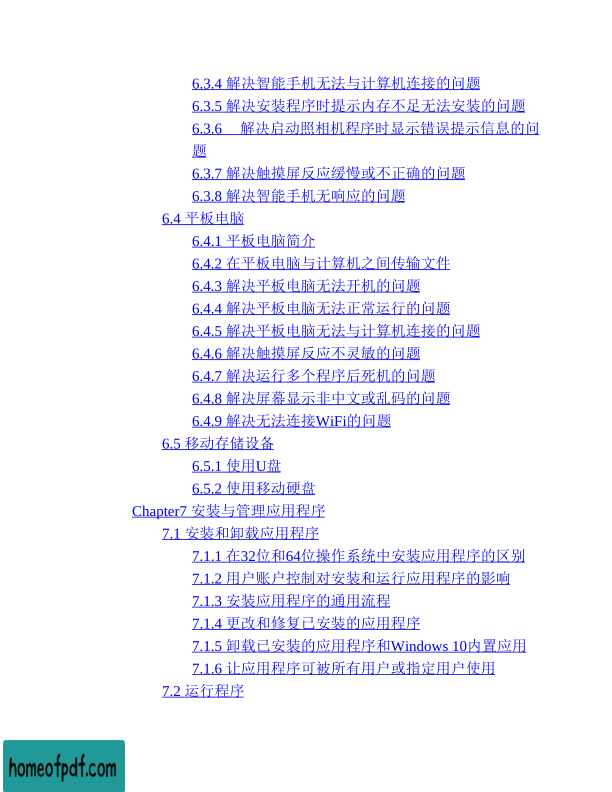 6.3.4 解决智能手机无法与计算机连接的问题
6.3.5 解决安装程序时提示内存不足无法安装的问题
6.3.6 解决启动照相机程序时显示错误提示信息的问
题
6.3.7 解决触摸屏反应缓慢或不正确的问题
6.3.8 解决智能手机无响应的问题
6.4 平板电脑
6.4.1 平板电脑简介
6.4.2 在平板电脑与计算机之间传输文件
6.4.3 解决平板电脑无法开机的问题
6.4.4 解决平板电脑无法正常运行的问题
6.4.5 解决平板电脑无法与计算机连接的问题
6.4.6 解决触摸屏反应不灵敏的问题
6.4.7 解决运行多个程序后死机的问题
6.4.8 解决屏幕显示非中文或乱码的问题
6.4.9 解决无法连接WiFi的问题
6.5 移动存储设备
6.5.1 使用U盘
6.5.2 使用移动硬盘
Chapter7 安装与管理应用程序
7.1 安装和卸载应用程序
7.1.1 在32位和64位操作系统中安装应用程序的区别
7.1.2 用户账户控制对安装和运行应用程序的影响
7.1.3 安装应用程序的通用流程
7.1.4 更改和修复已安装的应用程序
7.1.5 卸载已安装的应用程序和Windows 10内置应用
7.1.6 让应用程序可被所有用户或指定用户使用
7.2 运行程序
homeofpdf.com